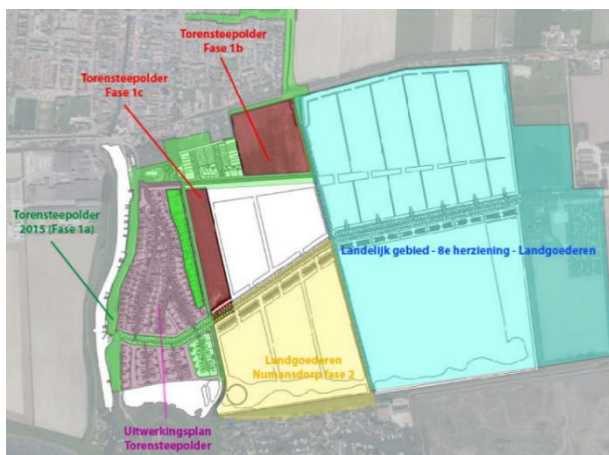 Torensteepolder
Fase 1b
Torensteepolder
Fase 1c
Torensteepolder
2015 (Fase 1a)
Landelijk gebied - 8e herziening - Landgoederen
Landgoederen
Numansdorp fase 2
Uitwerkingsplan
Torensteepolder